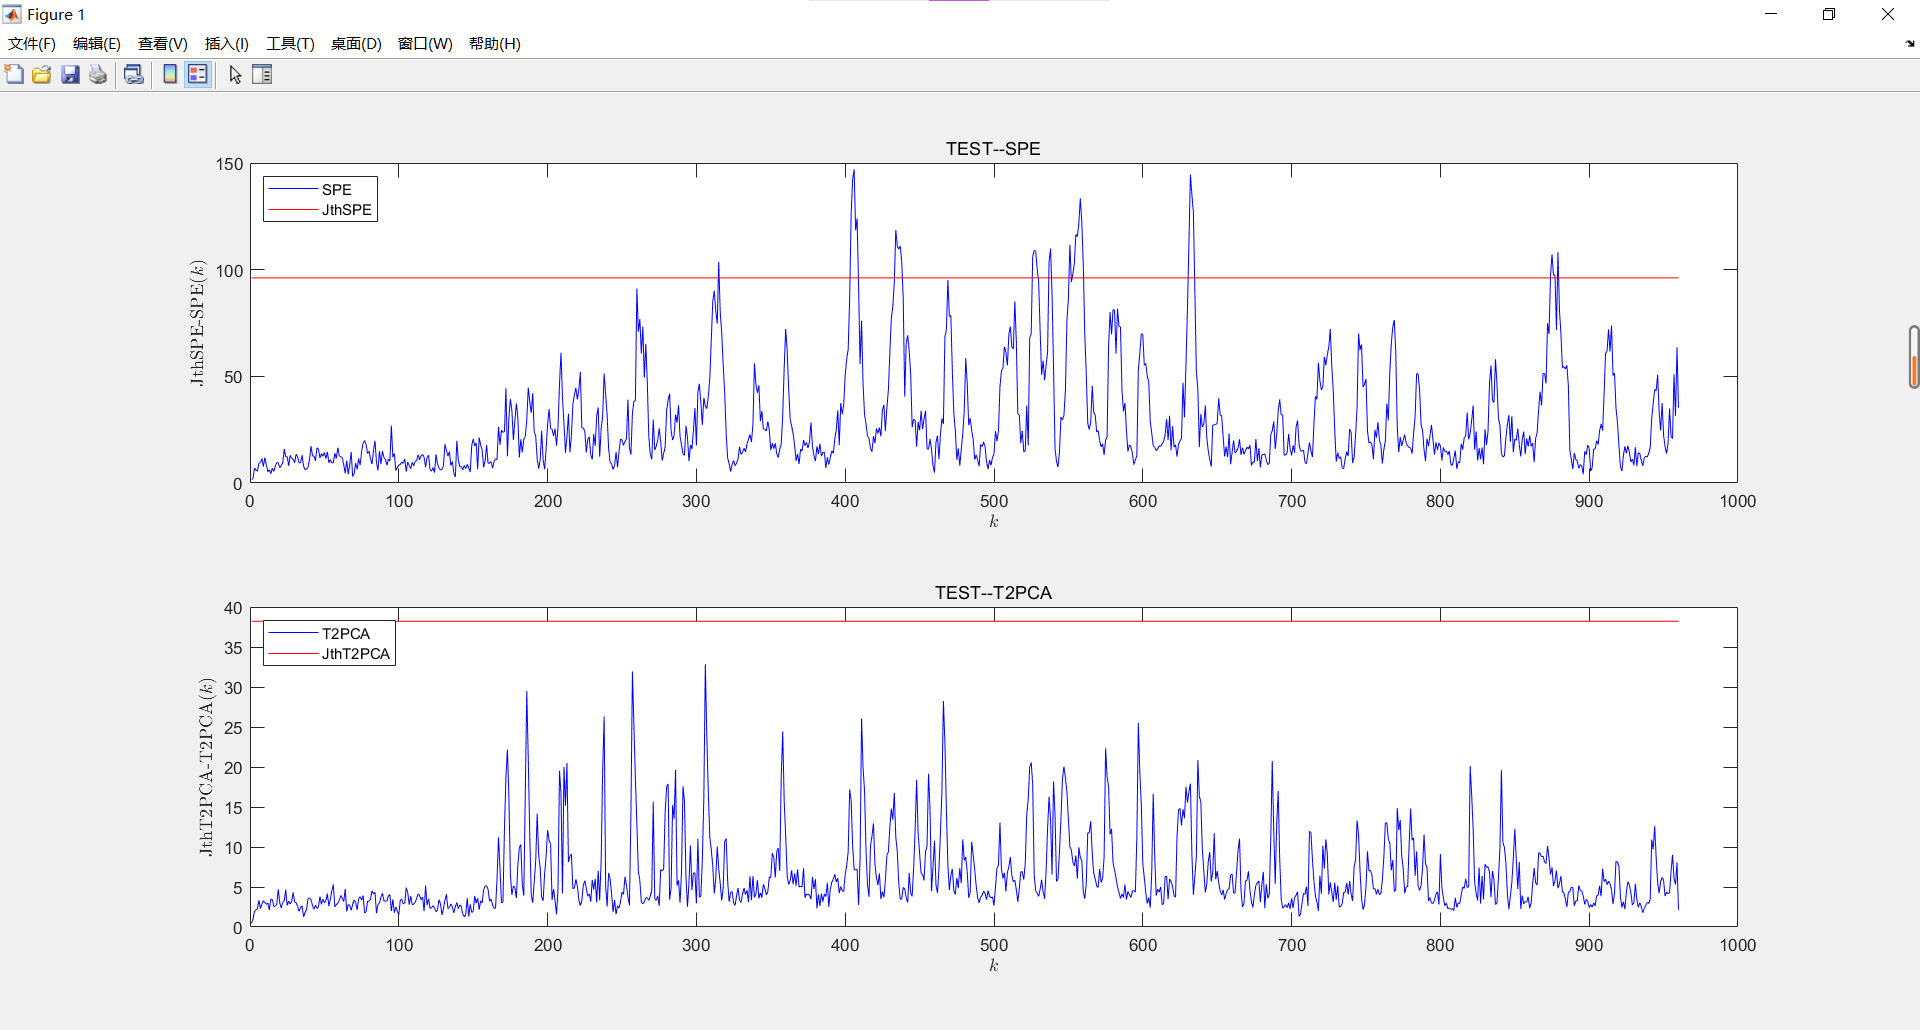 Figure 1
文件(F) 编辑(E) 查看(V) 插入(I) 工具(T) 桌面(D) 窗口(W) 帮助(H)
TEST--SPE
150
100
50
0
JthSPE-SPE(k)
SPE
JthSPE
0 100 200 300 400 500 600 700 800 900 1000
k
TEST--T2PCA
40
35
30
25
20
15
10
5
0
JthT2PCA-T2PCA(k)
T2PCA
JthT2PCA
0 100 200 300 400 500 600 700 800 900 1000
k